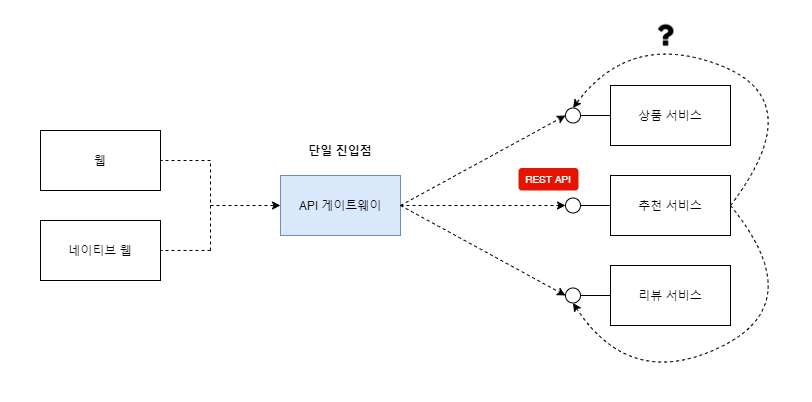 ?
웹
네이티브 웹
단일 진입점
API 게이트웨이
REST API
상품 서비스
추천 서비스
리뷰 서비스